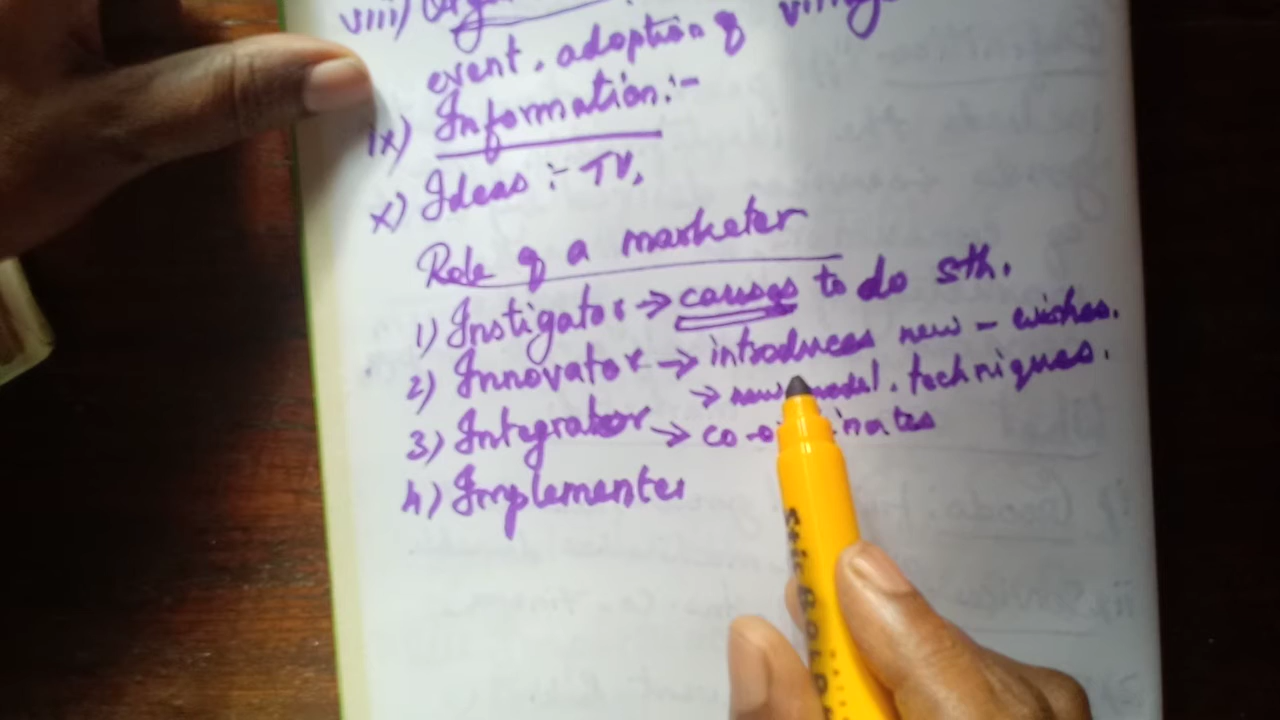 viii)
event. adoption of
ix) Information:-
x) Ideas :- TV,
Role of a marketer
1) Instigator → causes to do sth.
2) Innovator → introduces new - wishes.
→ new model. techniques.
3) Integrator → co-ordinates
4) Implementer